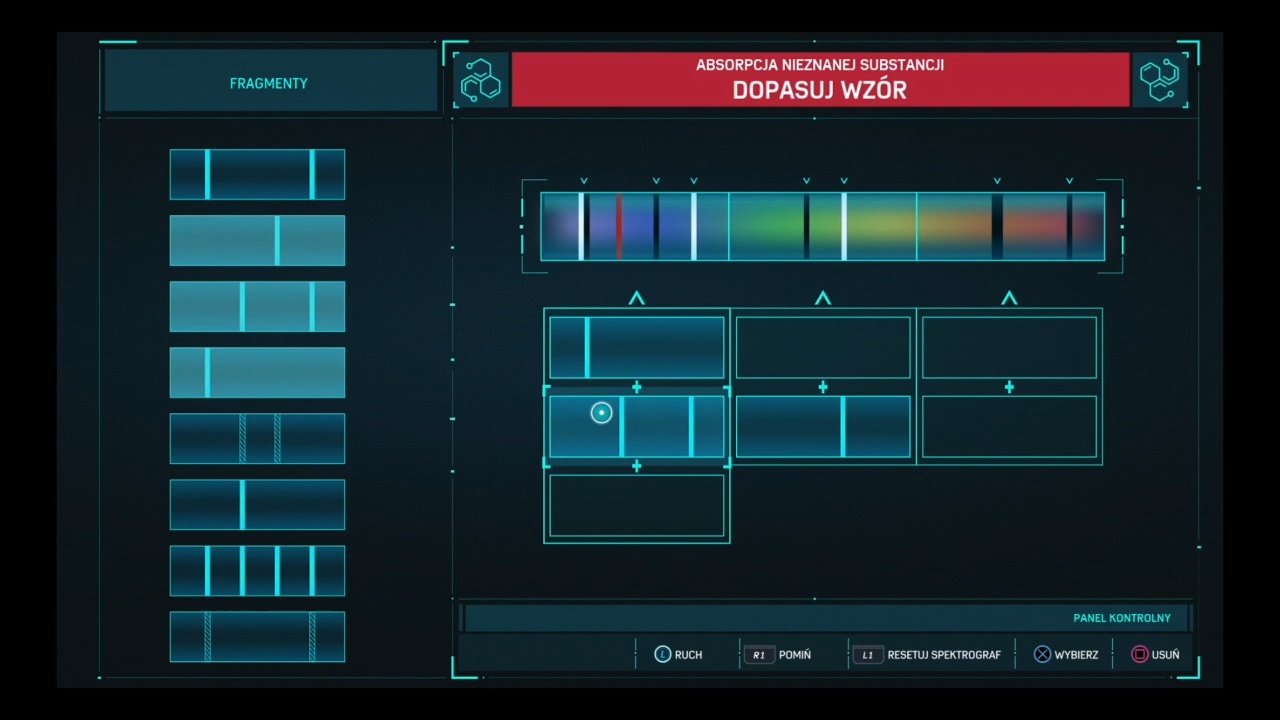 FRAGMENTY
ABSORPCJA NIEZNANEJ SUBSTANCJI
DOPASUJ WZÓR
PANEL KONTROLNY
L RUCH
R1 POMIŃ
L1 RESETUJ SPEKTROGRAF
WYBIERZ
USUŃ